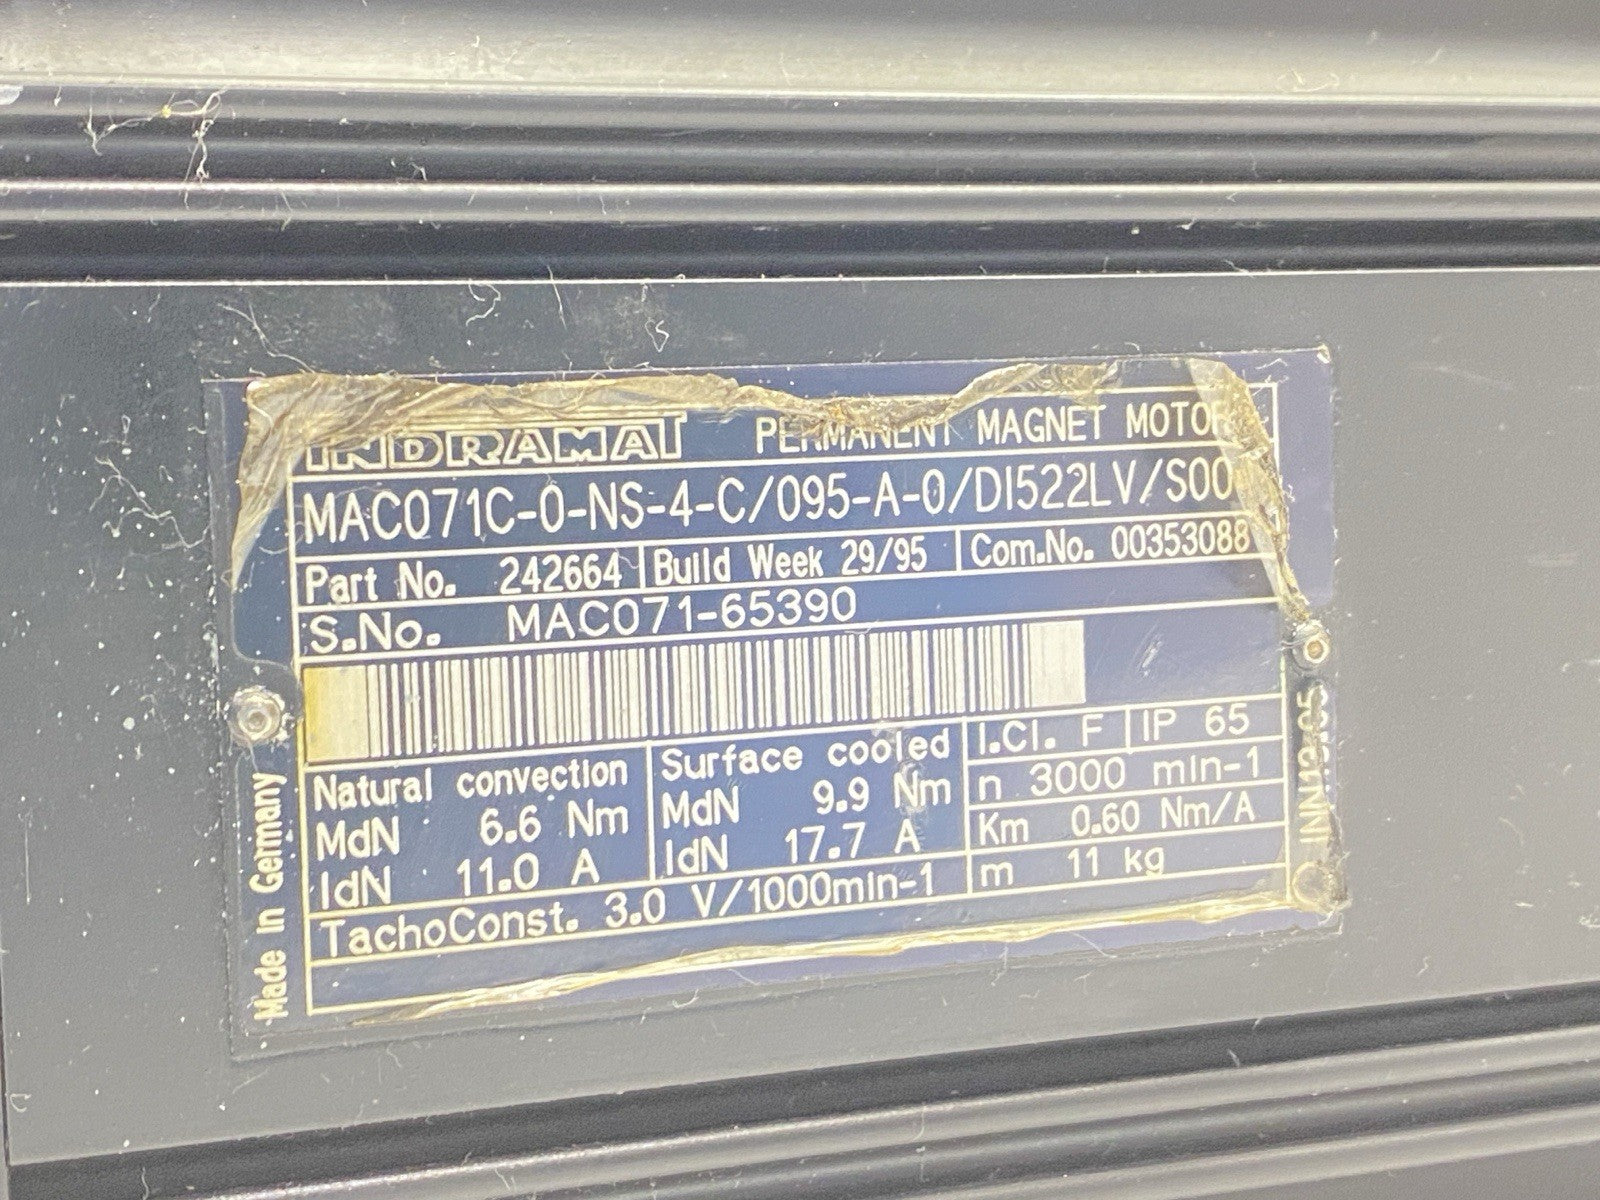 INDRAMAT PERMANENT MAGNET MOTOR
MAC071C-0-NS-4-C/095-A-0/DI522LV/S00
Part No. 242664 Build Week 29/95 Com.No. 00353088
S.No. MAC071-65390
Natural convection
MdN 6.6 Nm
IdN 11.0 A
Surface cooled
MdN 9.9 Nm
IdN 17.7 A
I.Cl. F IP 65
n 3000 min-1
Km 0.60 Nm/A
m 11 kg
TachoConst. 3.0 V/1000min-1
Made in Germany